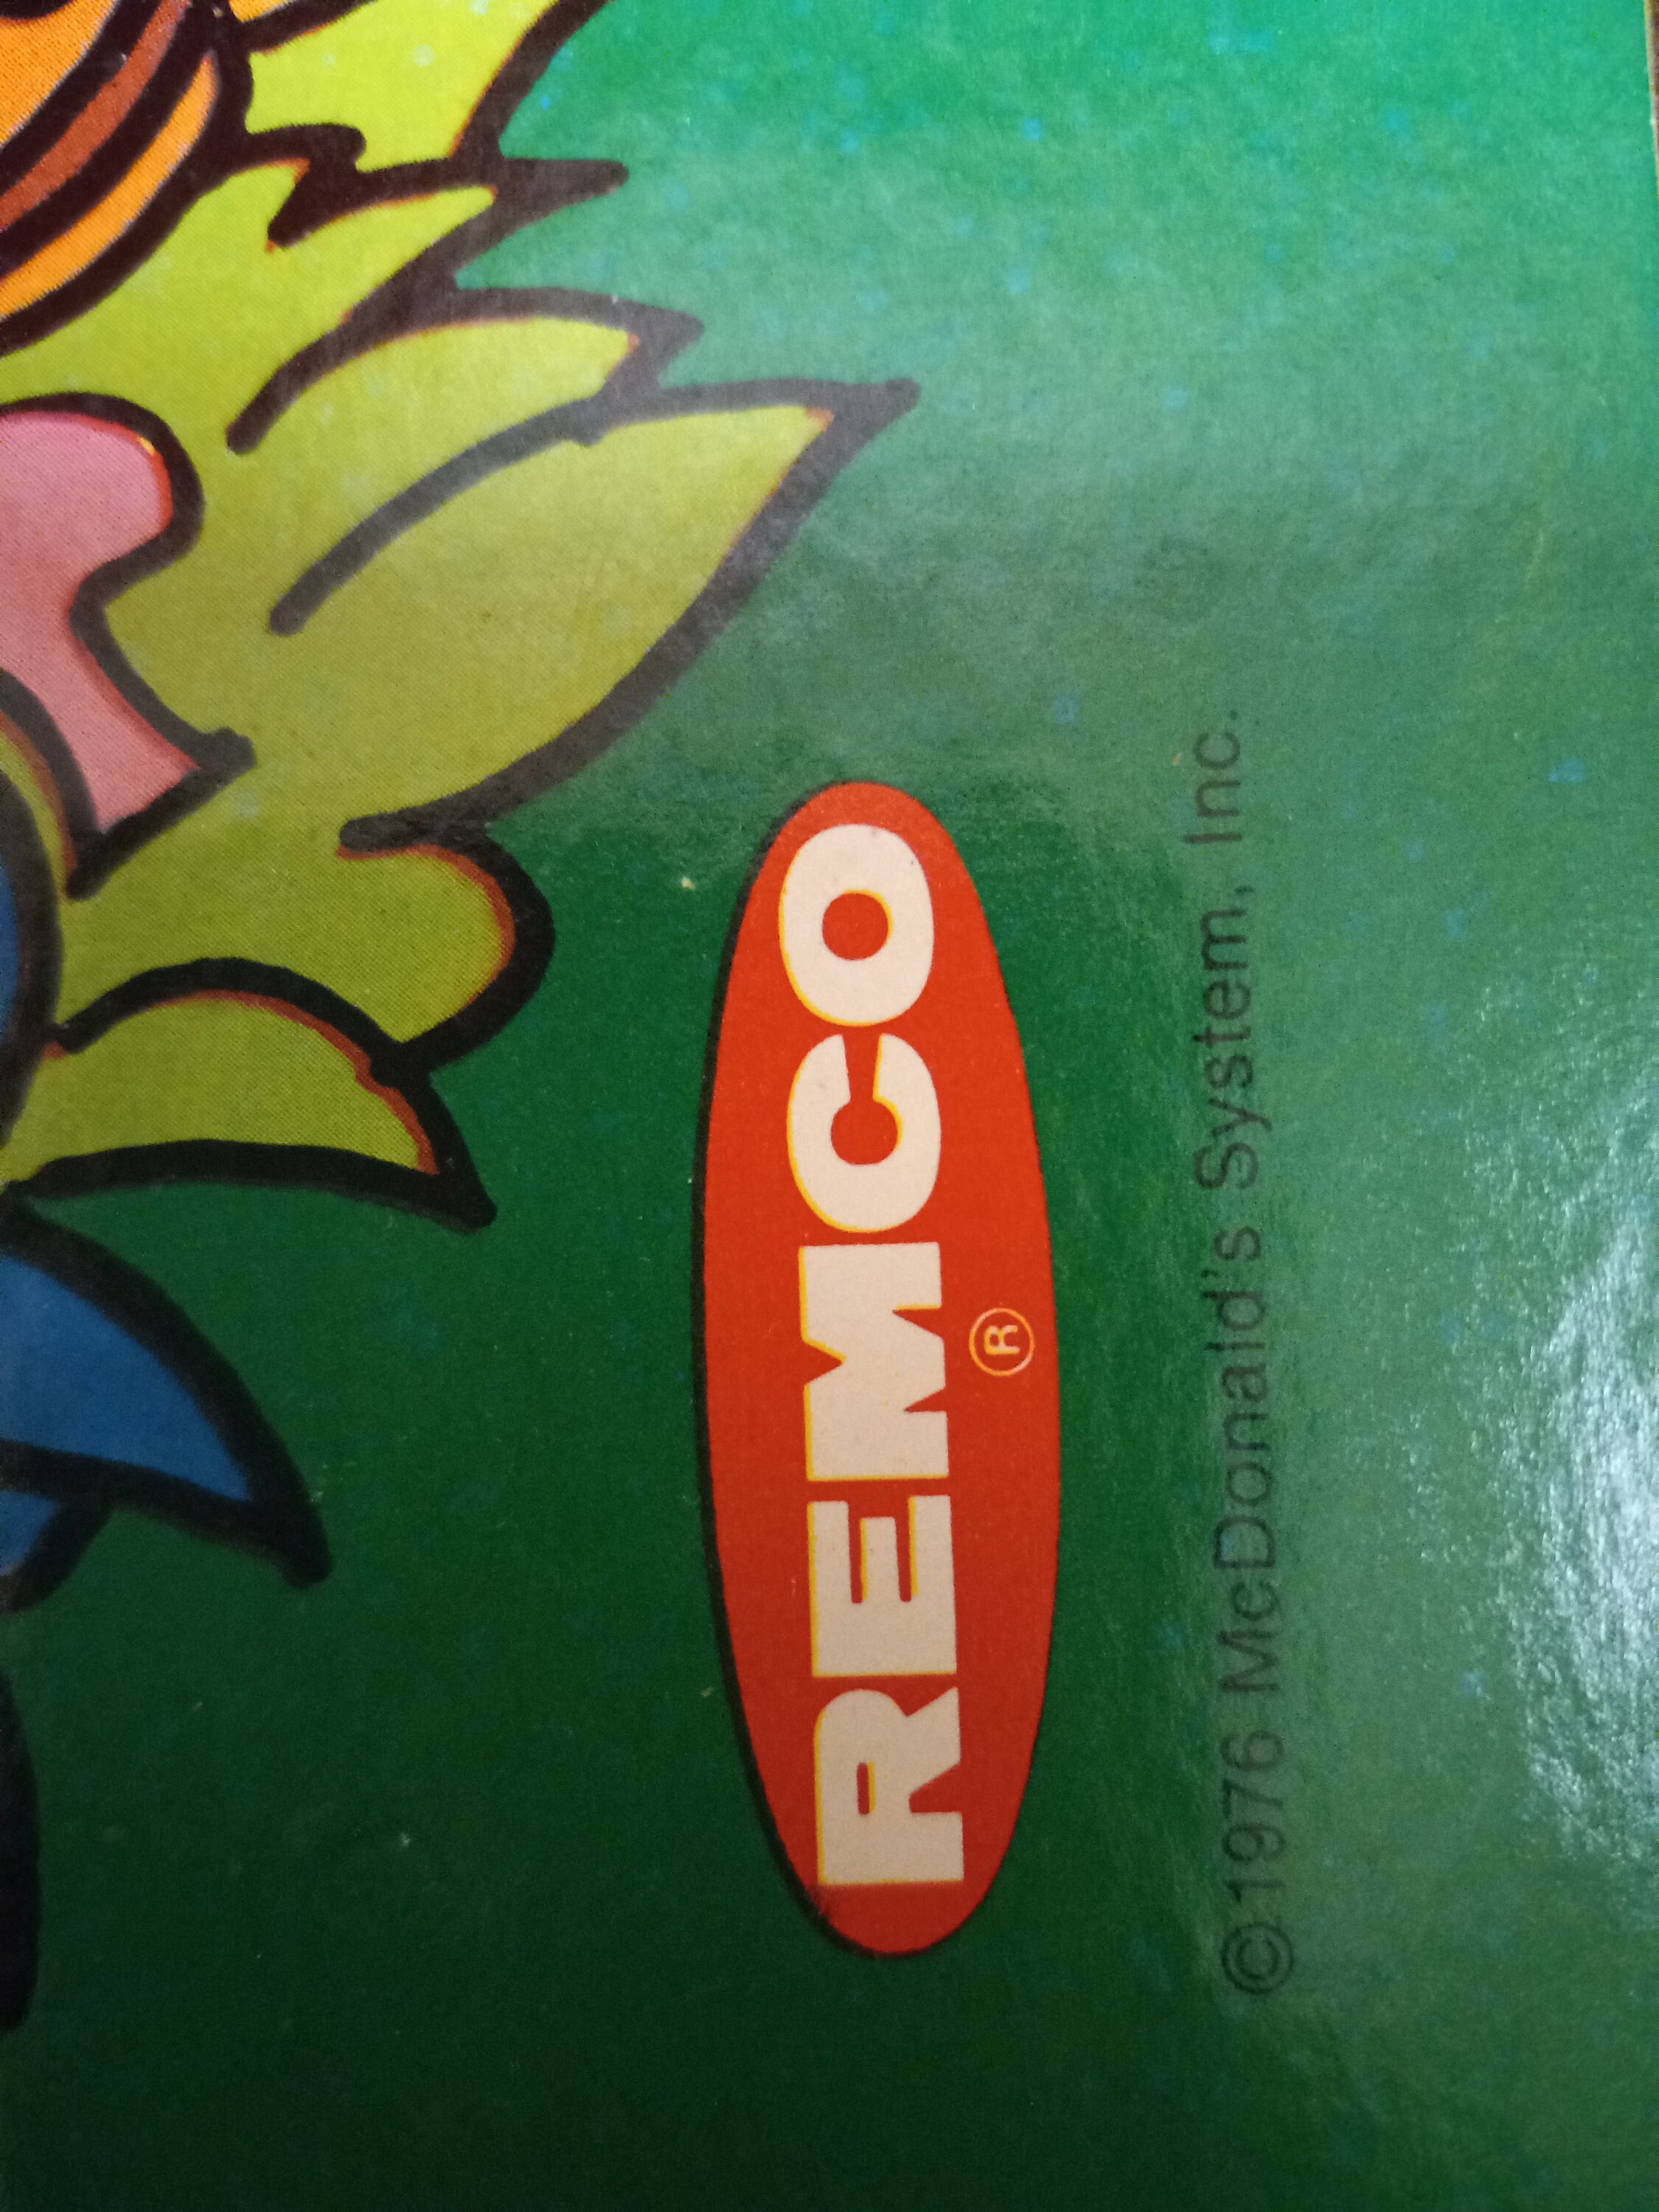 REMCO
®
©1976 McDonald's System, Inc.